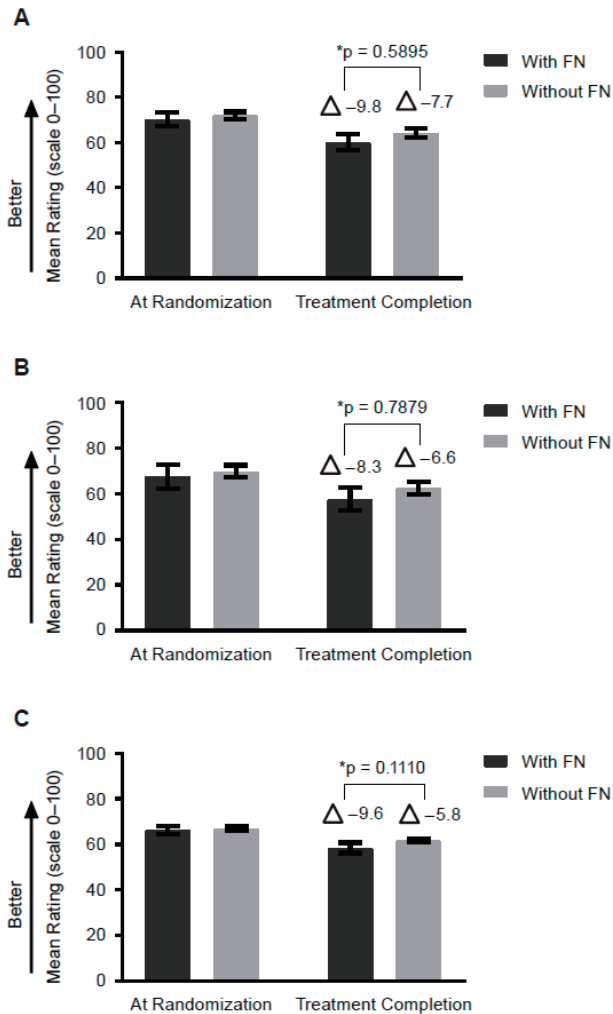 A
*p = 0.5895
With FN
Without FN
△ –9.8
△ –7.7
Better
Mean Rating (scale 0–100)
100
80
60
40
20
0
At Randomization
Treatment Completion
B
*p = 0.7879
With FN
Without FN
△ –8.3
△ –6.6
Better
Mean Rating (scale 0–100)
100
80
60
40
20
0
At Randomization
Treatment Completion
C
*p = 0.1110
With FN
Without FN
△ –9.6
△ –5.8
Better
Mean Rating (scale 0–100)
100
80
60
40
20
0
At Randomization
Treatment Completion